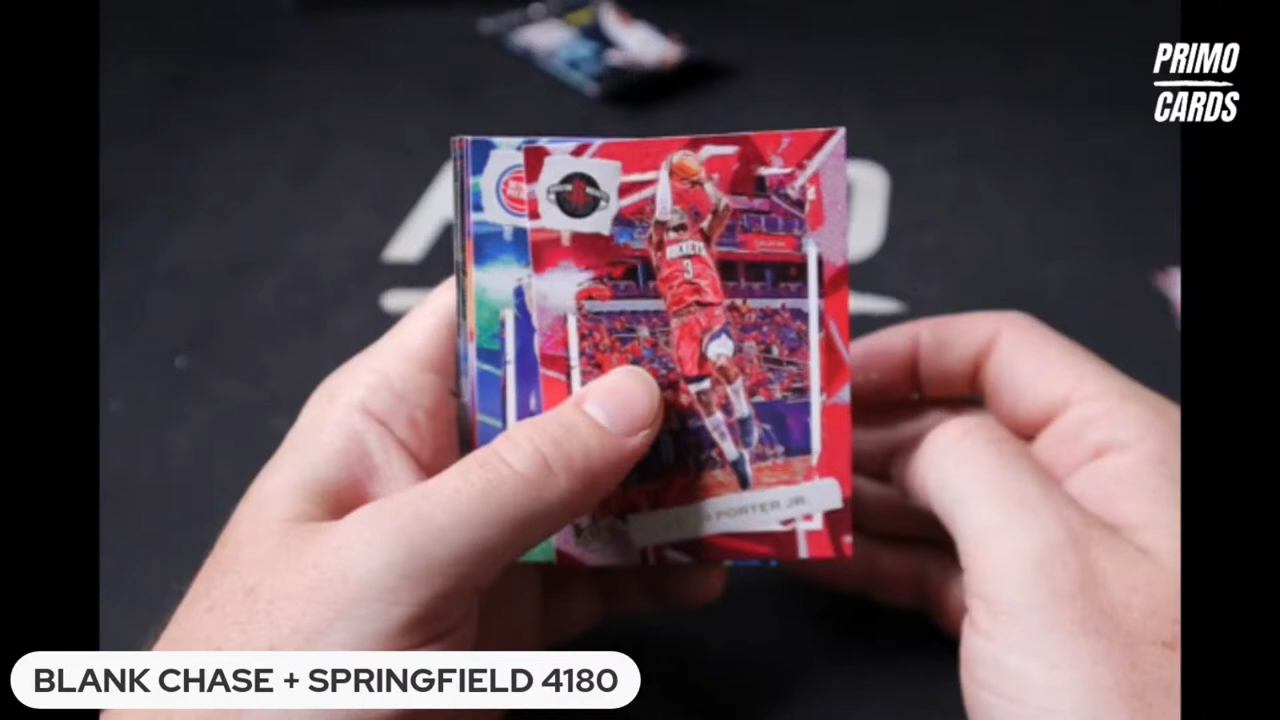 PRIMO
CARDS
ROCKETS
3
PORTER JR.
BLANK CHASE + SPRINGFIELD 4180